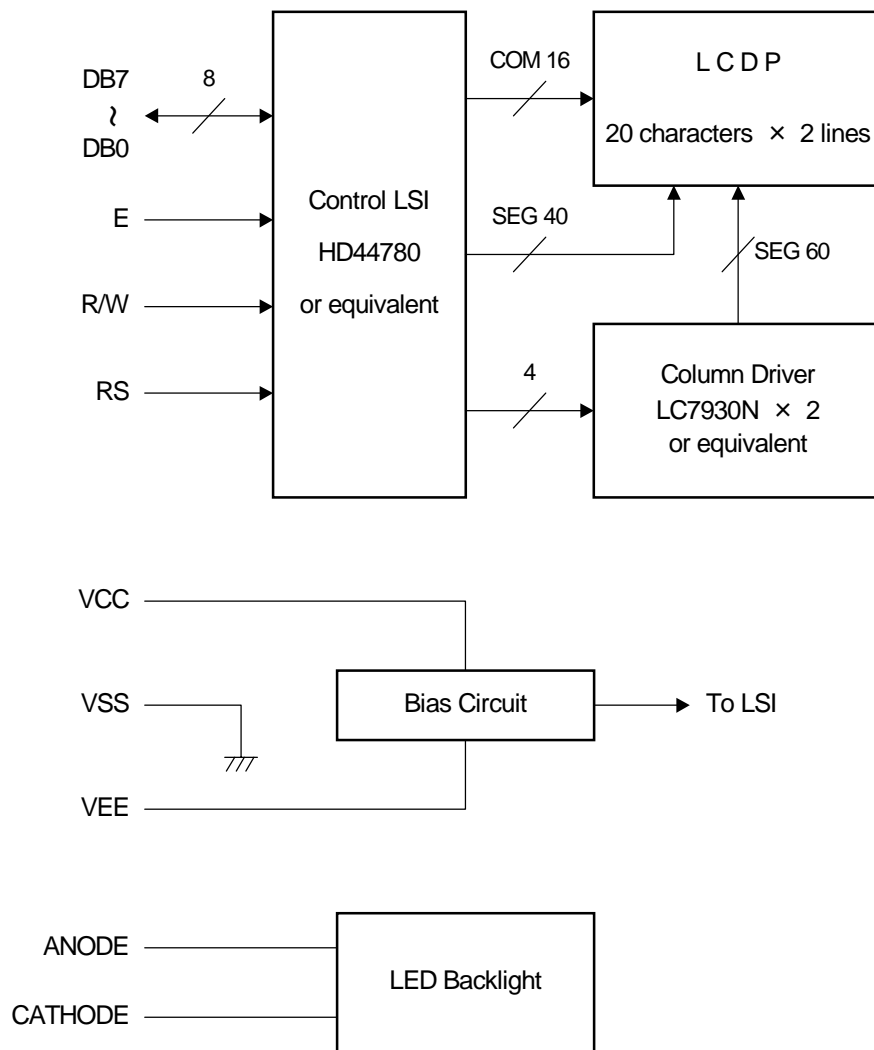 DB7
~
DB0
8
E
R/W
RS
Control LSI
HD44780
or equivalent
COM 16
SEG 40
4
L C D P
20 characters × 2 lines
SEG 60
Column Driver
LC7930N × 2
or equivalent
VCC
VSS
VEE
Bias Circuit
To LSI
ANODE
CATHODE
LED Backlight